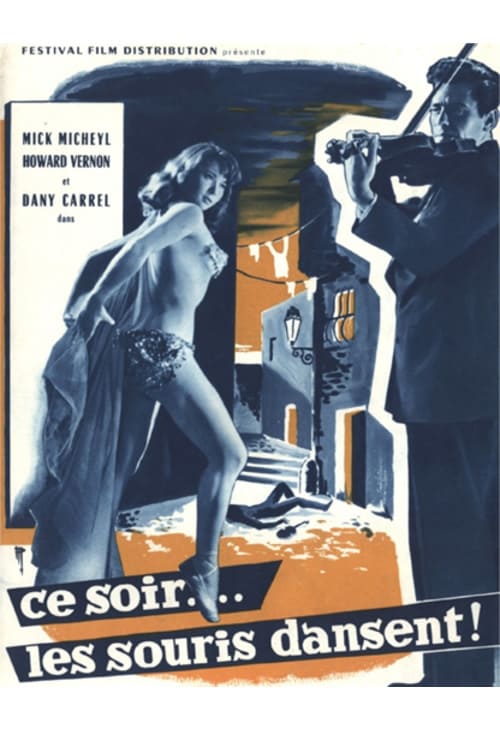 FESTIVAL FILM DISTRIBUTION présente
MICK MICHEYL
HOWARD VERNON
et
DANY CARREL
dans
ce soir....
les souris dansent!